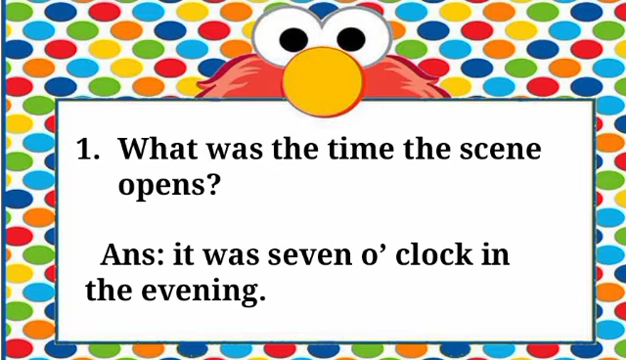 1. What was the time the scene
opens?
Ans: it was seven o’ clock in
the evening.